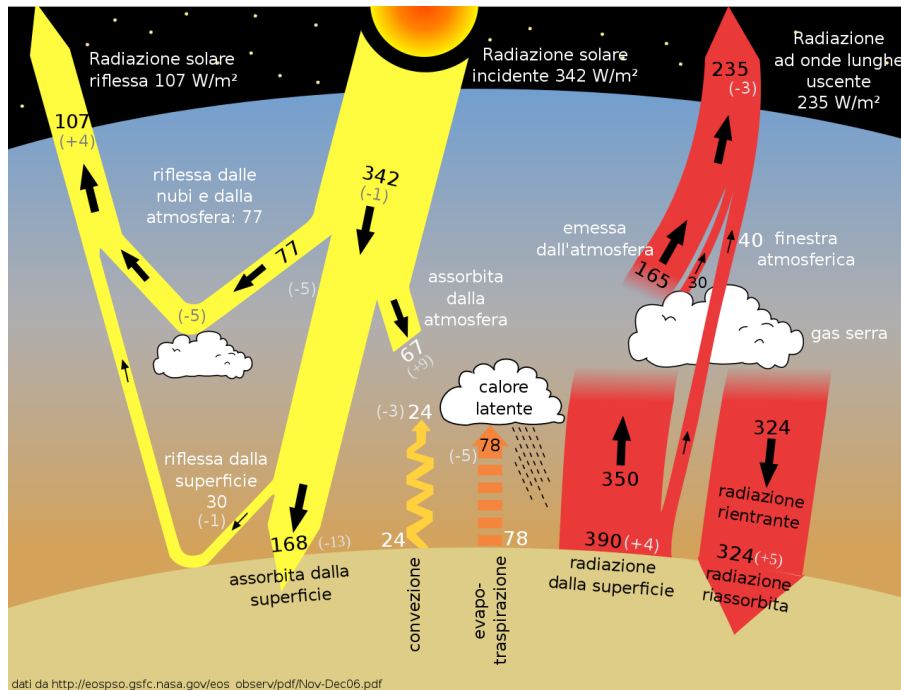 Radiazione solare
riflessa 107 W/m²
Radiazione solare
incidente 342 W/m²
Radiazione
ad onde lunghe
uscente
235 W/m²
235
(-3)
107
(+4)
riflessa dalle
nubi e dalla
atmosfera: 77
342
(-1)
77
(-5)
(-5)
emessa
dall'atmosfera
165
30
40
finestra
atmosferica
assorbita
dalla
atmosfera
67
(+9)
gas serra
calore
latente
(-3) 24
78
(-5)
350
324
radiazione
rientrante
riflessa dalla
superficie
30
(-1)
168 (-13)
assorbita dalla
superficie
24
convezione
78
evapo-
traspirazione
390 (+4)
radiazione
dalla superficie
324 (+5)
radiazione
riassorbita
dati da http://eospso.gsfc.nasa.gov/eos_observ/pdf/Nov-Dec06.pdf